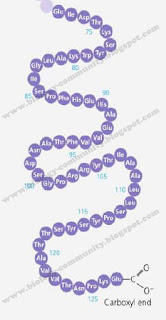 Glu Ile Asp Thr
75
Lys
Ser
Tyr
Trp
Lys
Ala
Leu
Gly
80
Ile
Ser
85
Pro Phe His Glu
90
His
Ala
Glu
Val
Val
Phe
Thr
Ala
Asn
95
Asp
Ser
100
Gly
Pro
Arg
Arg
Tyr
Thr
Ile
105
Ala
Ala
Leu
110
Leu
Ser
Pro
Tyr
Ser
Tyr
Ser
Thr
115
Thr
Ala
120
Val
Val
Thr
Asn
Pro
Lys
Glu
125
C
O
O⁻
Carboxyl end